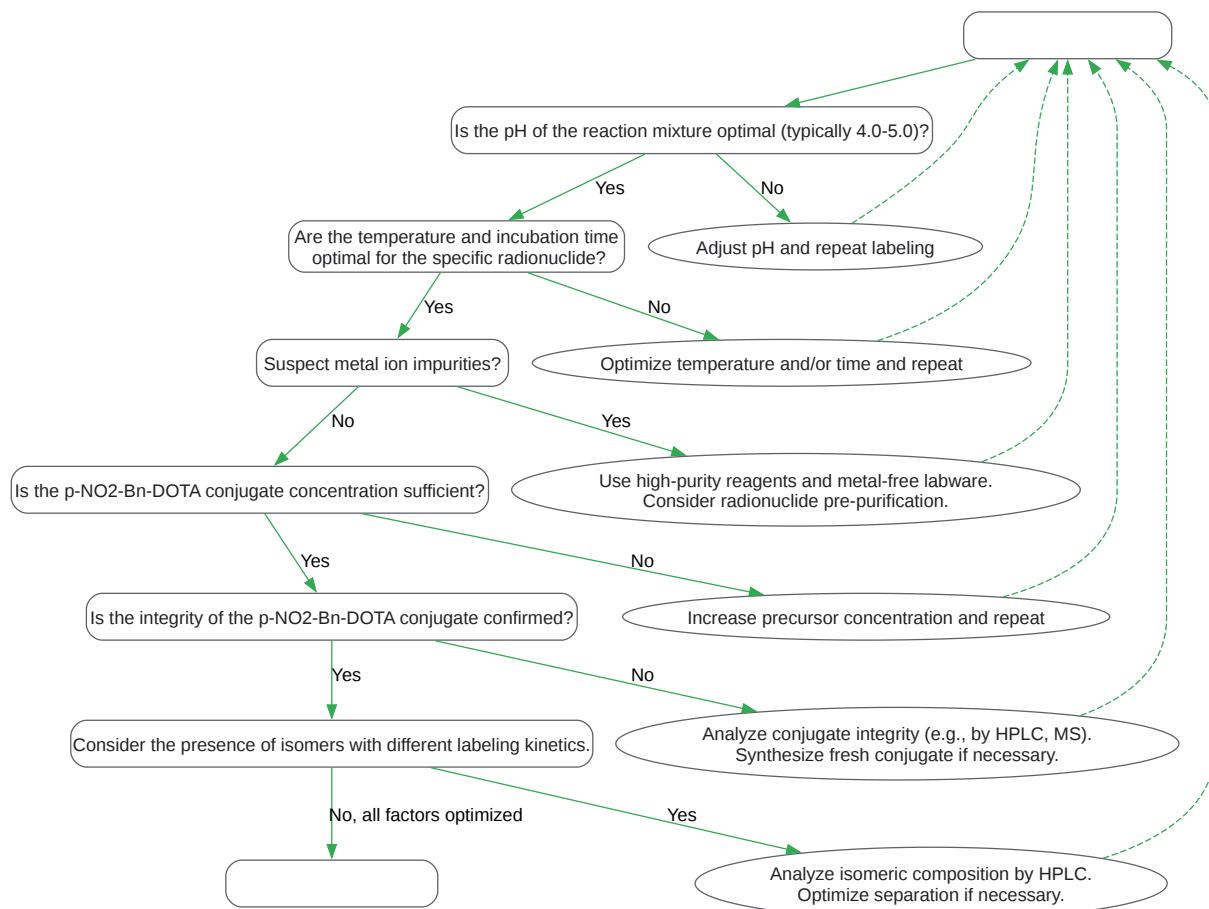 Is the pH of the reaction mixture optimal (typically 4.0-5.0)?
Yes
No
Are the temperature and incubation time
optimal for the specific radionuclide?
Adjust pH and repeat labeling
Yes
No
Suspect metal ion impurities?
Optimize temperature and/or time and repeat
No
Yes
Is the p-NO2-Bn-DOTA conjugate concentration sufficient?
Use high-purity reagents and metal-free labware.
Consider radionuclide pre-purification.
Yes
No
Is the integrity of the p-NO2-Bn-DOTA conjugate confirmed?
Increase precursor concentration and repeat
Yes
No
Consider the presence of isomers with different labeling kinetics.
Analyze conjugate integrity (e.g., by HPLC, MS).
Synthesize fresh conjugate if necessary.
No, all factors optimized
Yes
Analyze isomeric composition by HPLC.
Optimize separation if necessary.